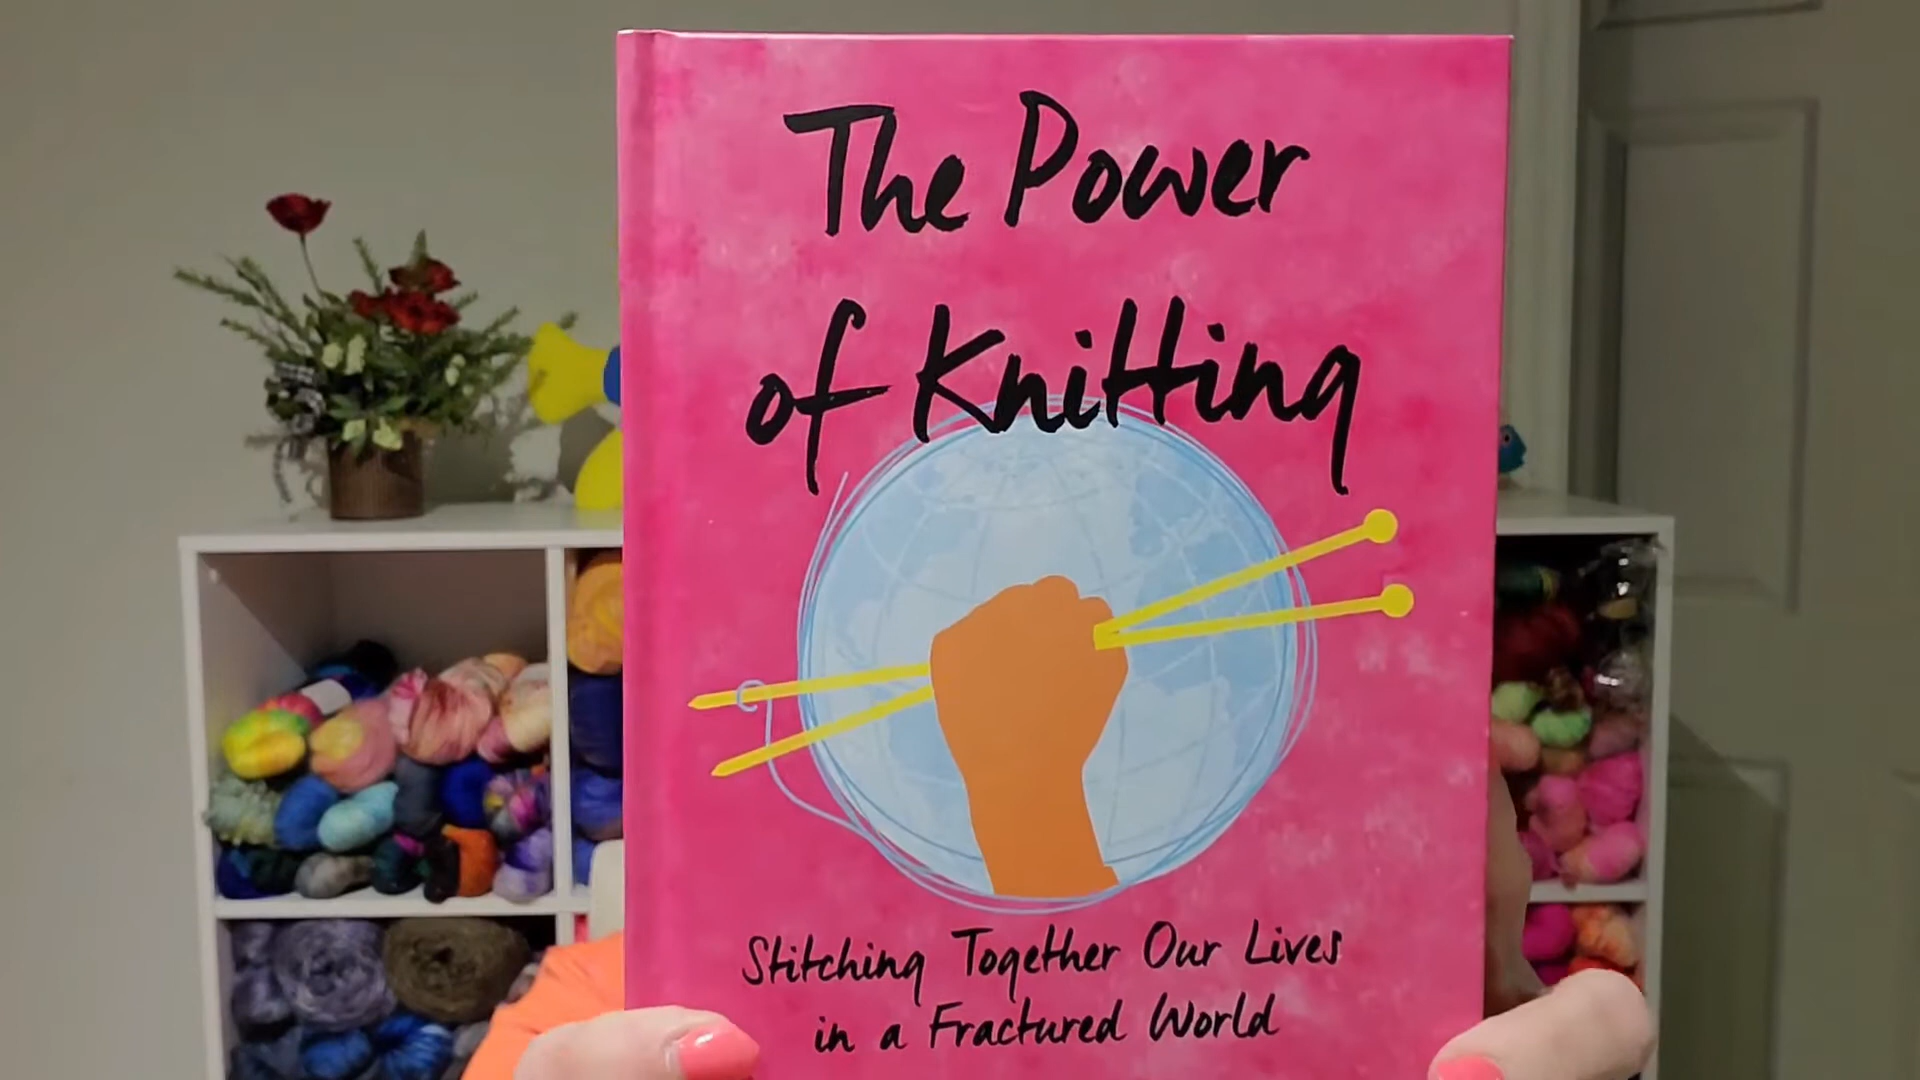 The Power
of Knitting
Stitching Together Our Lives
in a Fractured World